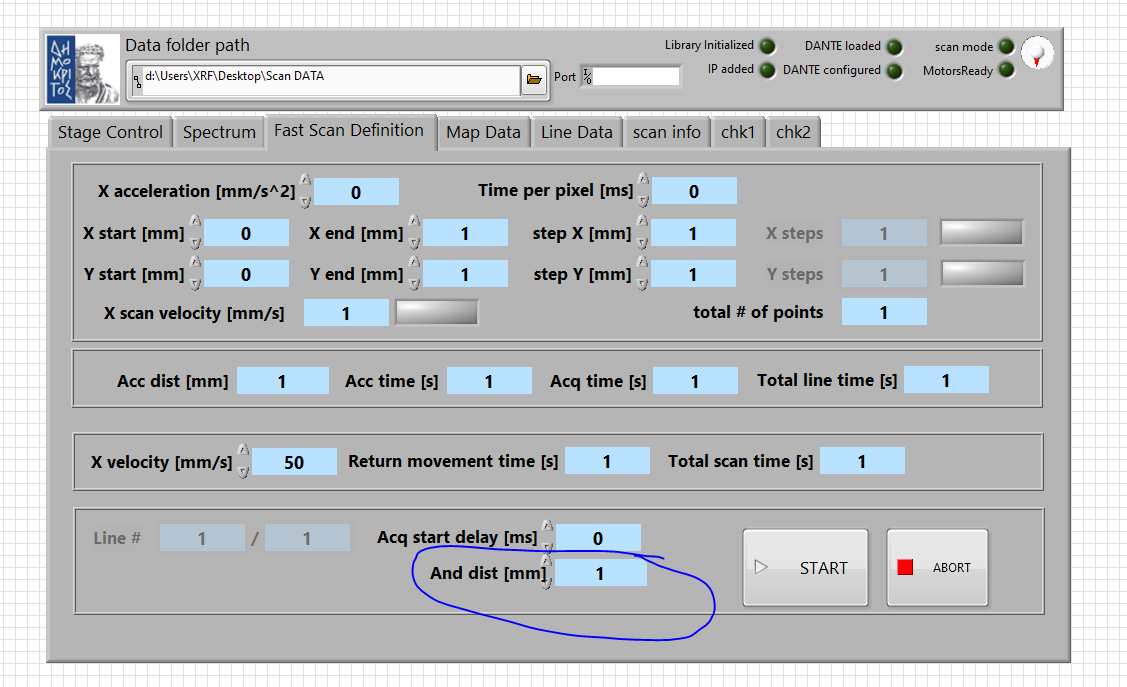 ΔΗ
ΜΟΚ
ΡΙ
ΤΟΣ
Data folder path
d:\Users\XRF\Desktop\Scan DATA
Port
Library Initialized
DANTE loaded
scan mode
IP added
DANTE configured
MotorsReady
Stage Control Spectrum Fast Scan Definition Map Data Line Data scan info chk1 chk2
X acceleration [mm/s^2] 0 Time per pixel [ms] 0
X start [mm] 0 X end [mm] 1 step X [mm] 1 X steps 1
Y start [mm] 0 Y end [mm] 1 step Y [mm] 1 Y steps 1
X scan velocity [mm/s] 1 total # of points 1
Acc dist [mm] 1 Acc time [s] 1 Acq time [s] 1 Total line time [s] 1
X velocity [mm/s] 50 Return movement time [s] 1 Total scan time [s] 1
Line # 1 / 1 Acq start delay [ms] 0
And dist [mm] 1
START ABORT